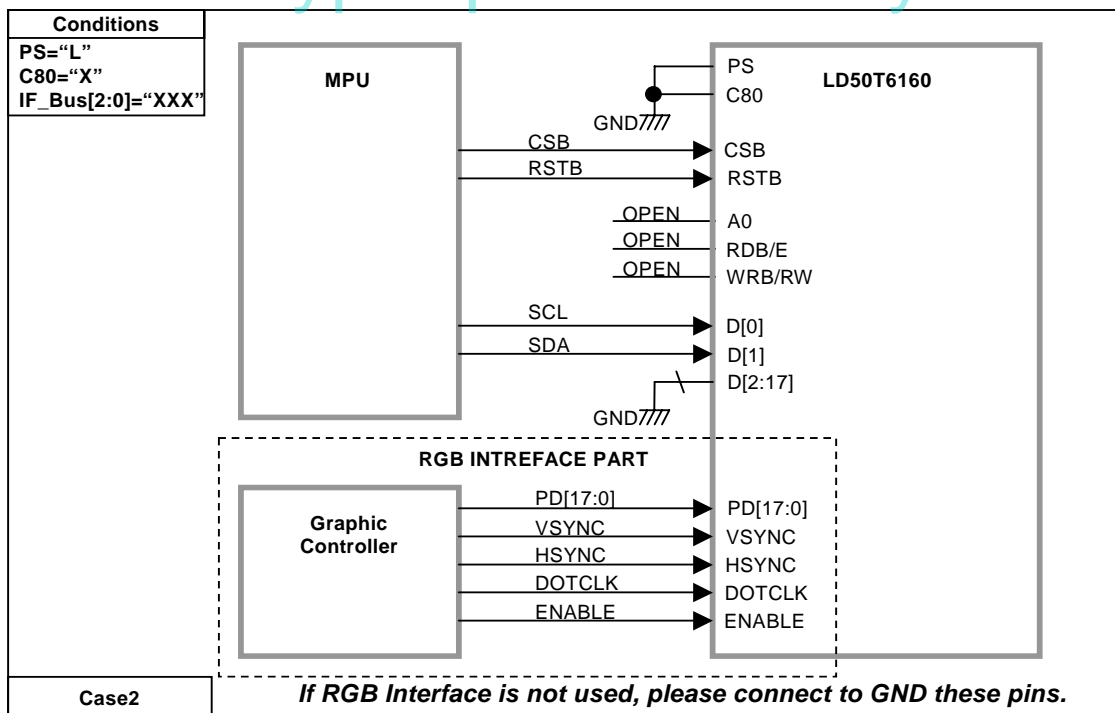 Conditions
PS=“L”
C80=“X”
IF_Bus[2:0]=“XXX”
MPU
LD50T6160
PS
C80
GND
CSB
CSB
RSTB
RSTB
OPEN
A0
OPEN
RDB/E
OPEN
WRB/RW
SCL
D[0]
SDA
D[1]
D[2:17]
GND
RGB INTREFACE PART
Graphic
Controller
PD[17:0]
PD[17:0]
VSYNC
VSYNC
HSYNC
HSYNC
DOTCLK
DOTCLK
ENABLE
ENABLE
Case2
If RGB Interface is not used, please connect to GND these pins.